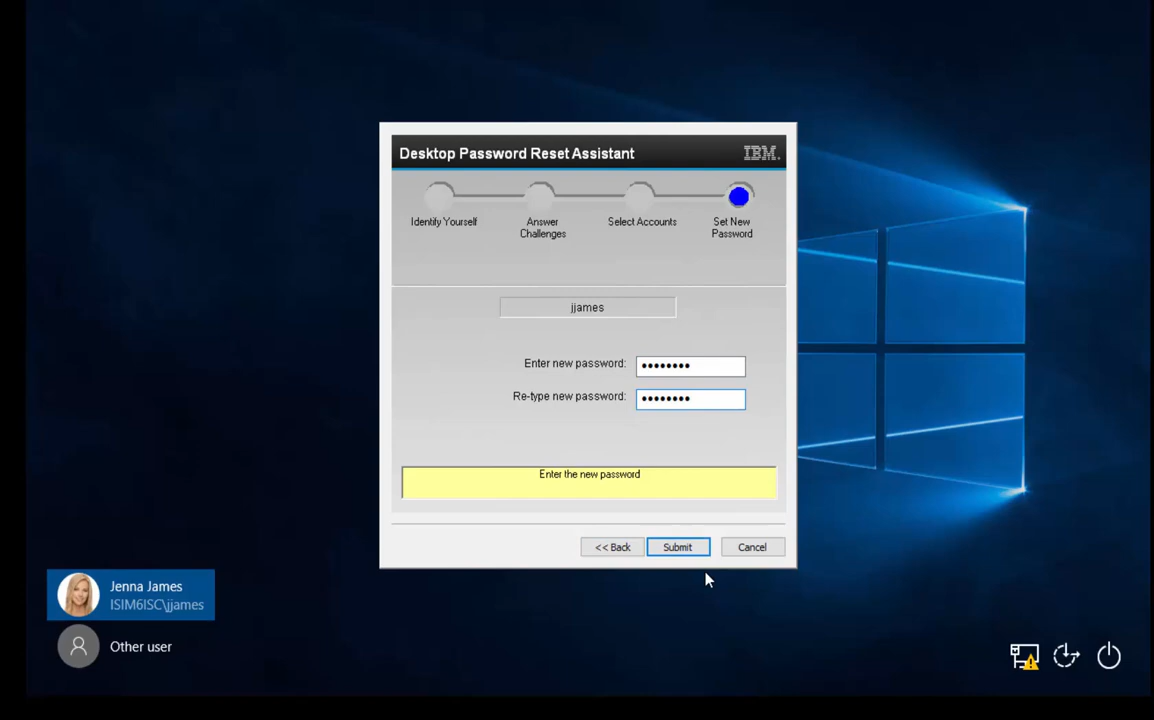 Desktop Password Reset Assistant
IBM.
Identify Yourself
Answer
Challenges
Select Accounts
Set New
Password
jjames
Enter new password: ••••••••
Re-type new password: ••••••••
Enter the new password
<< Back
Submit
Cancel
Jenna James
ISIM6ISC\jjames
Other user